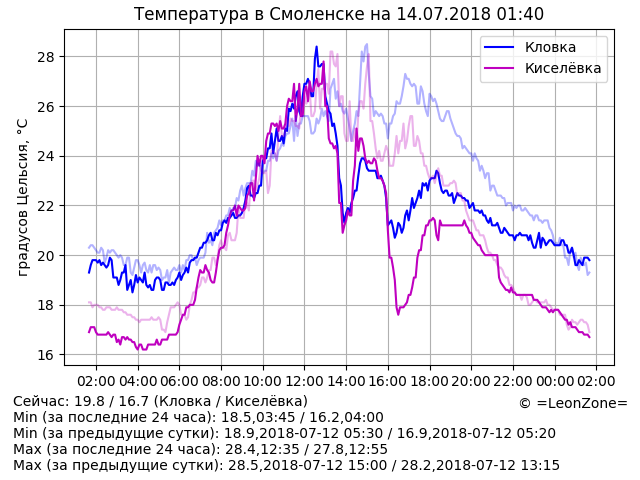 Температура в Смоленске на 14.07.2018 01:40
Кловка
Киселёвка
градусов Цельсия, °C
28
26
24
22
20
18
16
02:00 04:00 06:00 08:00 10:00 12:00 14:00 16:00 18:00 20:00 22:00 00:00 02:00
Сейчас: 19.8 / 16.7 (Кловка / Киселёвка)
© =LeonZone=
Min (за последние 24 часа): 18.5,03:45 / 16.2,04:00
Min (за предыдущие сутки): 18.9,2018-07-12 05:30 / 16.9,2018-07-12 05:20
Max (за последние 24 часа): 28.4,12:35 / 27.8,12:55
Max (за предыдущие сутки): 28.5,2018-07-12 15:00 / 28.2,2018-07-12 13:15